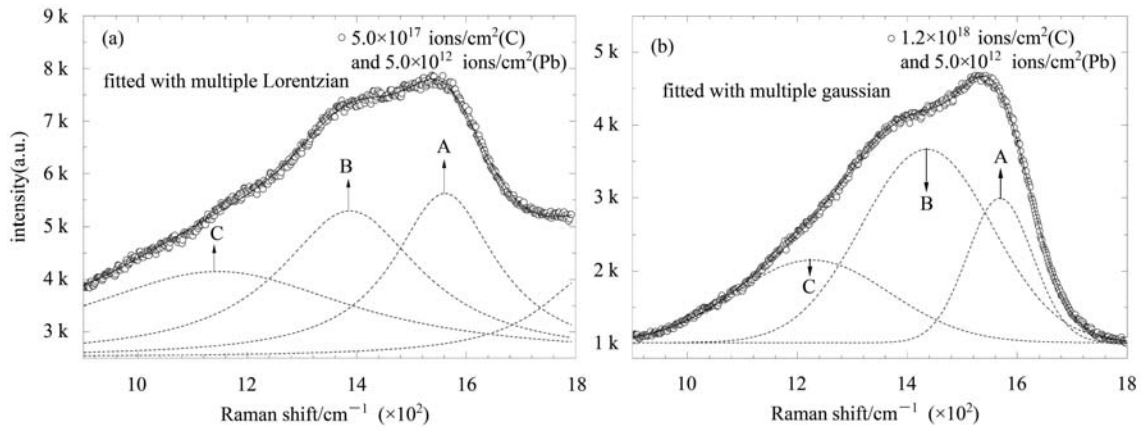 9 k
8 k
7 k
6 k
5 k
4 k
3 k
intensity(a.u.)
(a)
○ 5.0×10¹⁷ ions/cm²(C)
and 5.0×10¹² ions/cm²(Pb)
fitted with multiple Lorentzian
A
B
C
10 12 14 16 18
Raman shift/cm⁻¹ (×10²)
5 k
4 k
3 k
2 k
1 k
(b)
○ 1.2×10¹⁸ ions/cm²(C)
and 5.0×10¹² ions/cm²(Pb)
fitted with multiple gaussian
A
B
C
10 12 14 16 18
Raman shift/cm⁻¹ (×10²)